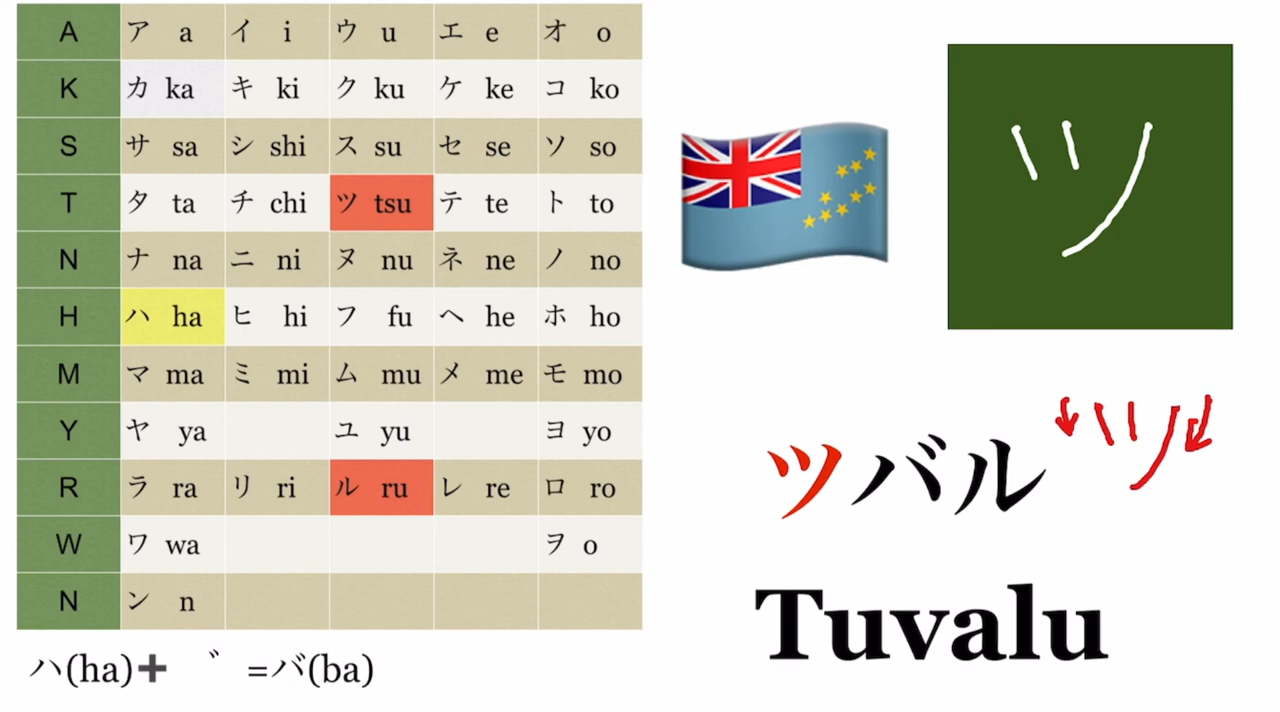 A ア a イ i ウ u エ e オ o
K カ ka キ ki ク ku ケ ke コ ko
S サ sa シ shi ス su セ se ソ so
T タ ta チ chi ツ tsu テ te ト to
N ナ na ニ ni ヌ nu ネ ne ノ no
H ハ ha ヒ hi フ fu ヘ he ホ ho
M マ ma ミ mi ム mu メ me モ mo
Y ヤ ya ユ yu ヨ yo
R ラ ra リ ri ル ru レ re ロ ro
W ワ wa ヲ o
N ン n
ハ(ha)➕ ゛ =バ(ba)
ツ
ツバル
ツ
Tuvalu